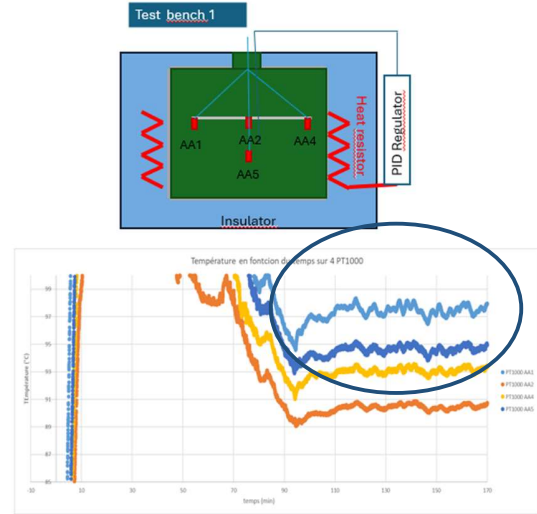 Test bench 1
AA1
AA2
AA4
AA5
Heat resistor
PID Regulator
Insulator
Température en fontcion du temps sur 4 PT1000
99
97
95
93
91
89
87
85
TEmpérature (°C)
-10
10
30
50
70
90
110
130
150
170
temps (min)
PT1000 AA1
PT1000 AA2
PT1000 AA4
PT1000 AA5